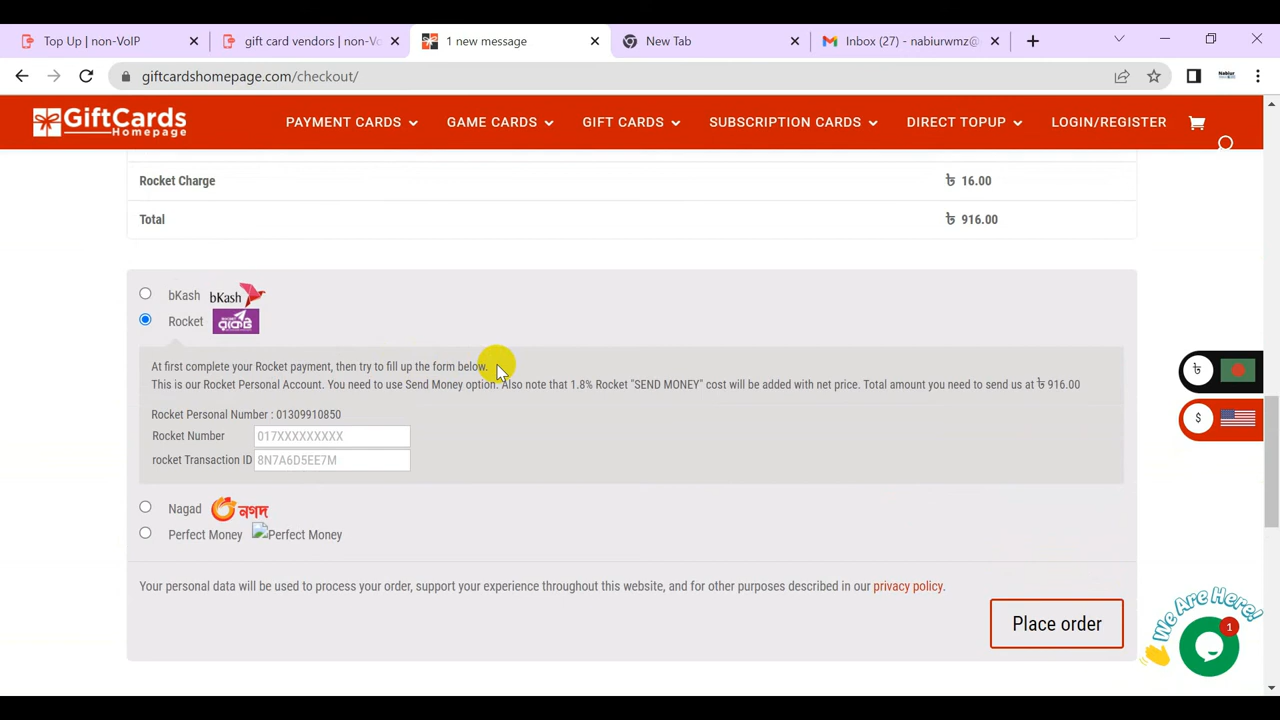 Top Up | non-VoIP
gift card vendors | non-Vo
1 new message
New Tab
Inbox (27) - nabiurwmz@
giftcardshomepage.com/checkout/
GiftCards
Homepage
PAYMENT CARDS
GAME CARDS
GIFT CARDS
SUBSCRIPTION CARDS
DIRECT TOPUP
LOGIN/REGISTER
Rocket Charge
৳ 16.00
Total
৳ 916.00
bKash bKash
Rocket রকেট
At first complete your Rocket payment, then try to fill up the form below.
This is our Rocket Personal Account. You need to use Send Money option. Also note that 1.8% Rocket "SEND MONEY" cost will be added with net price. Total amount you need to send us at ৳ 916.00
Rocket Personal Number : 01309910850
Rocket Number 017XXXXXXXXX
rocket Transaction ID 8N7A6D5EE7M
৳
$
Nagad নগদ
Perfect Money Perfect Money
Your personal data will be used to process your order, support your experience throughout this website, and for other purposes described in our privacy policy.
Place order
We Are Here!
1